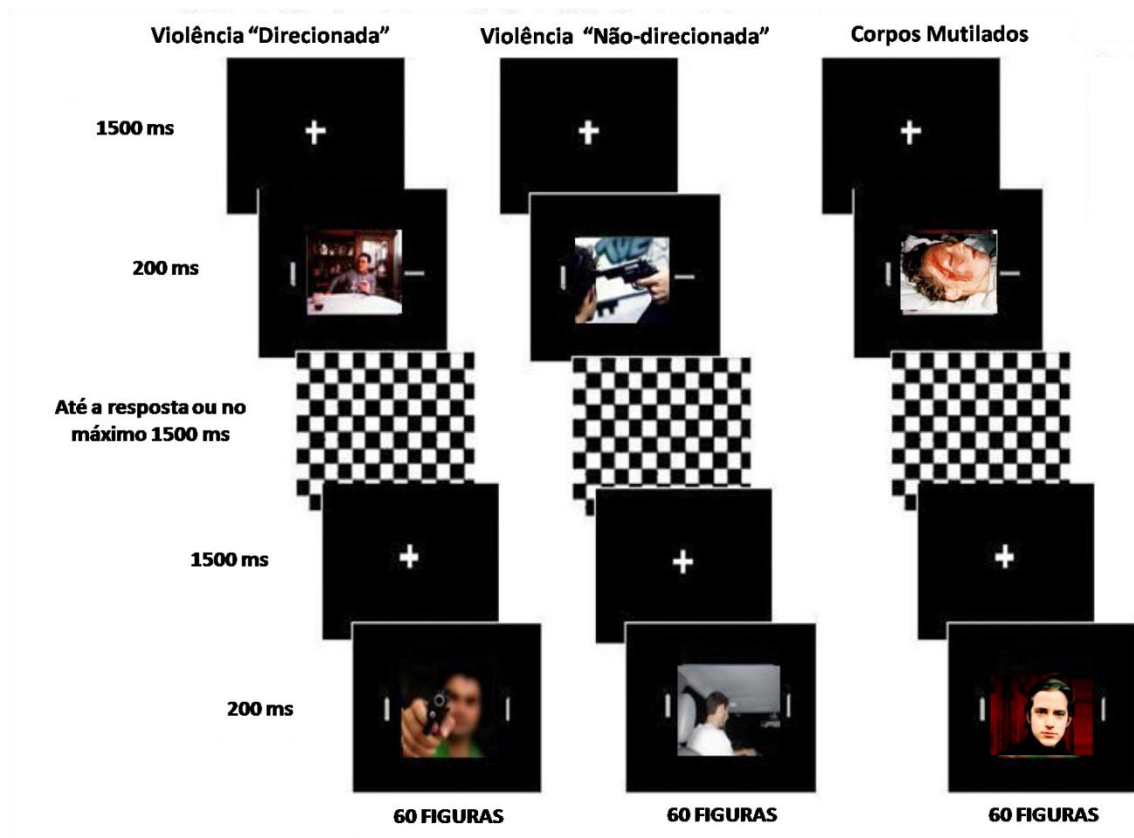 Violência “Direcionada”
Violência “Não-direcionada”
Corpos Mutilados
1500 ms
200 ms
Até a resposta ou no
máximo 1500 ms
1500 ms
200 ms
60 FIGURAS
60 FIGURAS
60 FIGURAS